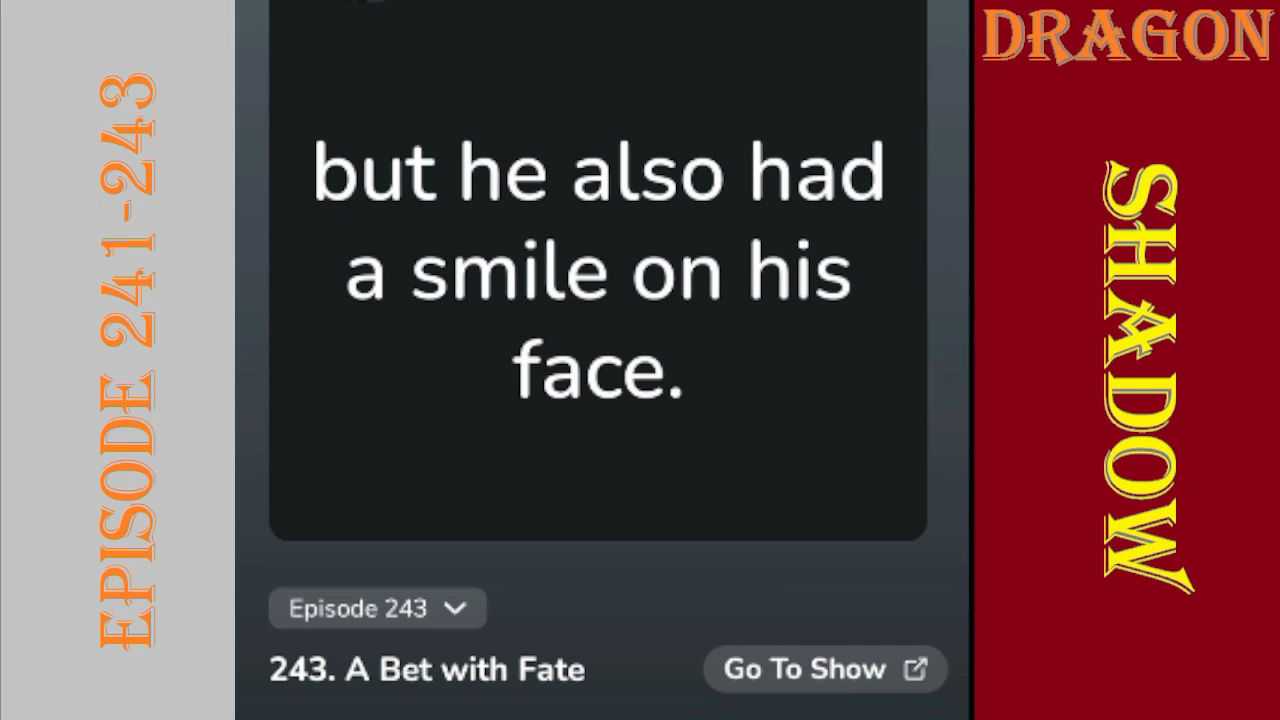 EPISODE 241-243
but he also had
a smile on his
face.
Episode 243
243. A Bet with Fate
Go To Show
DRAGON
SHADOW